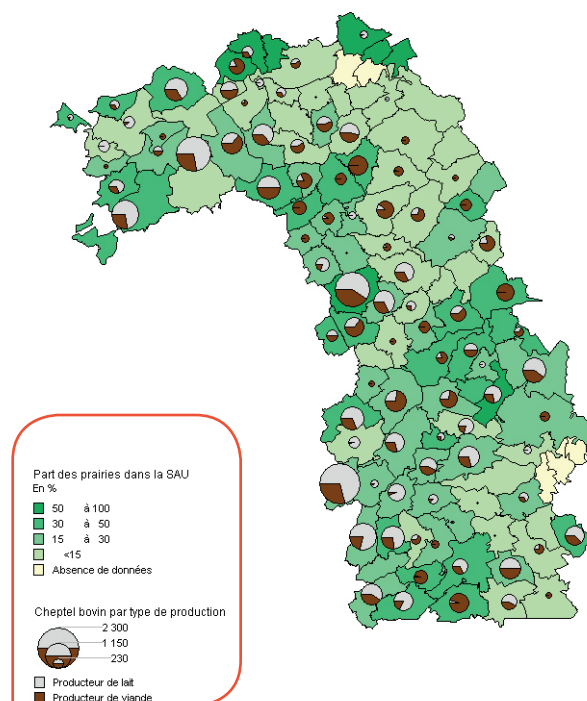 Part des prairies dans la SAU
En %
50 à 100
30 à 50
15 à 30
<15
Absence de données
Cheptel bovin par type de production
2 300
1 150
230
Producteur de lait
Producteur de viande